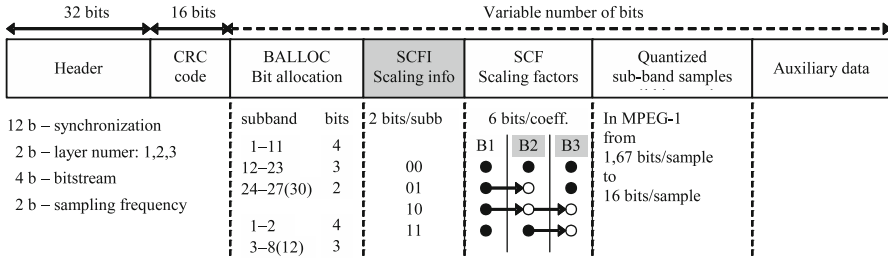 32 bits 16 bits Variable number of bits
Header
CRC
code
BALLOC
Bit allocation
SCFI
Scaling info
SCF
Scaling factors
Quantized
sub-band samples
Auxiliary data
12 b – synchronization
2 b – layer numer: 1,2,3
4 b – bitstream
2 b – sampling frequency
subband bits
1–11 4
12–23 3
24–27(30) 2
1–2 4
3–8(12) 3
2 bits/subb
00
01
10
11
6 bits/coeff.
B1 B2 B3
In MPEG-1
from
1,67 bits/sample
to
16 bits/sample